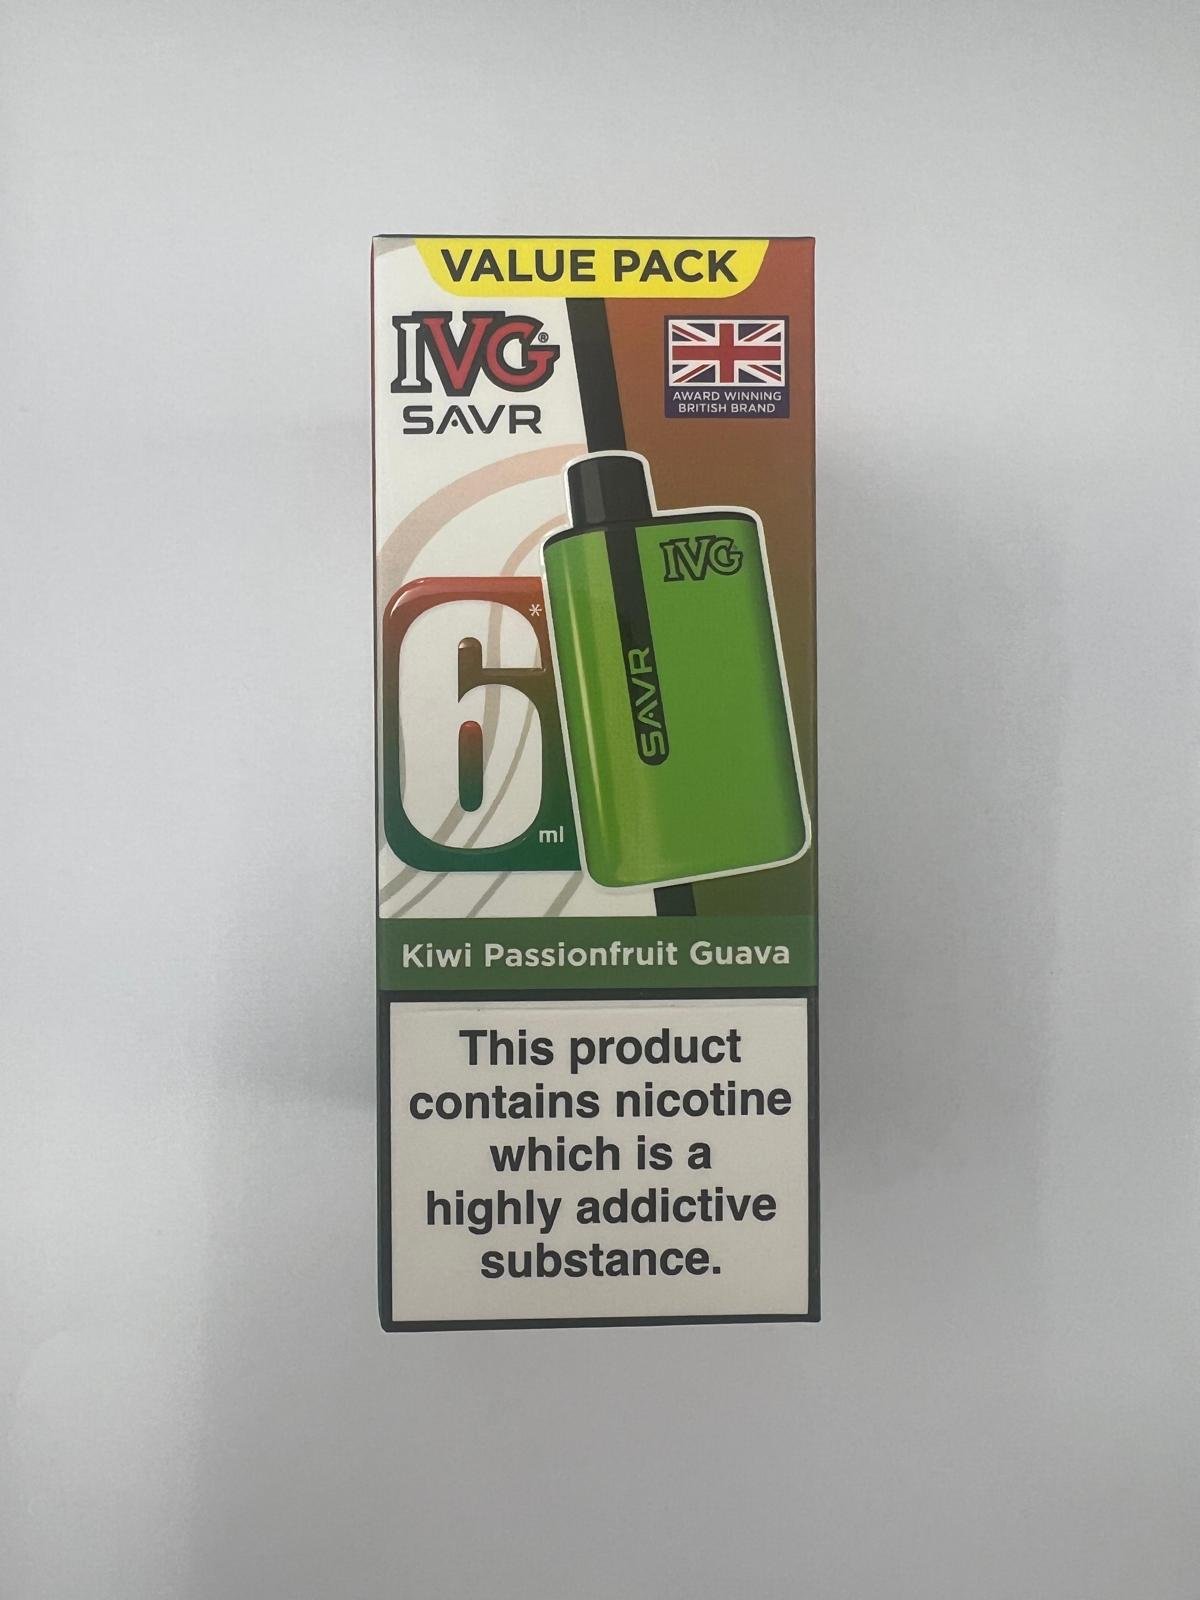 VALUE PACK
IVG®
SAVR
AWARD WINNING
BRITISH BRAND
IVG
SAVR
6*
ml
Kiwi Passionfruit Guava
This product
contains nicotine
which is a
highly addictive
substance.